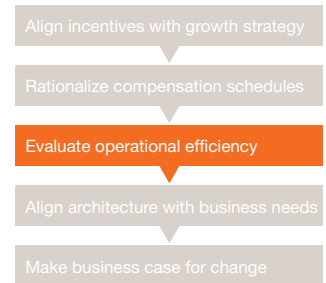 Align incentives with growth strategy
Rationalize compensation schedules
Evaluate operational efficiency
Align architecture with business needs
Make business case for change